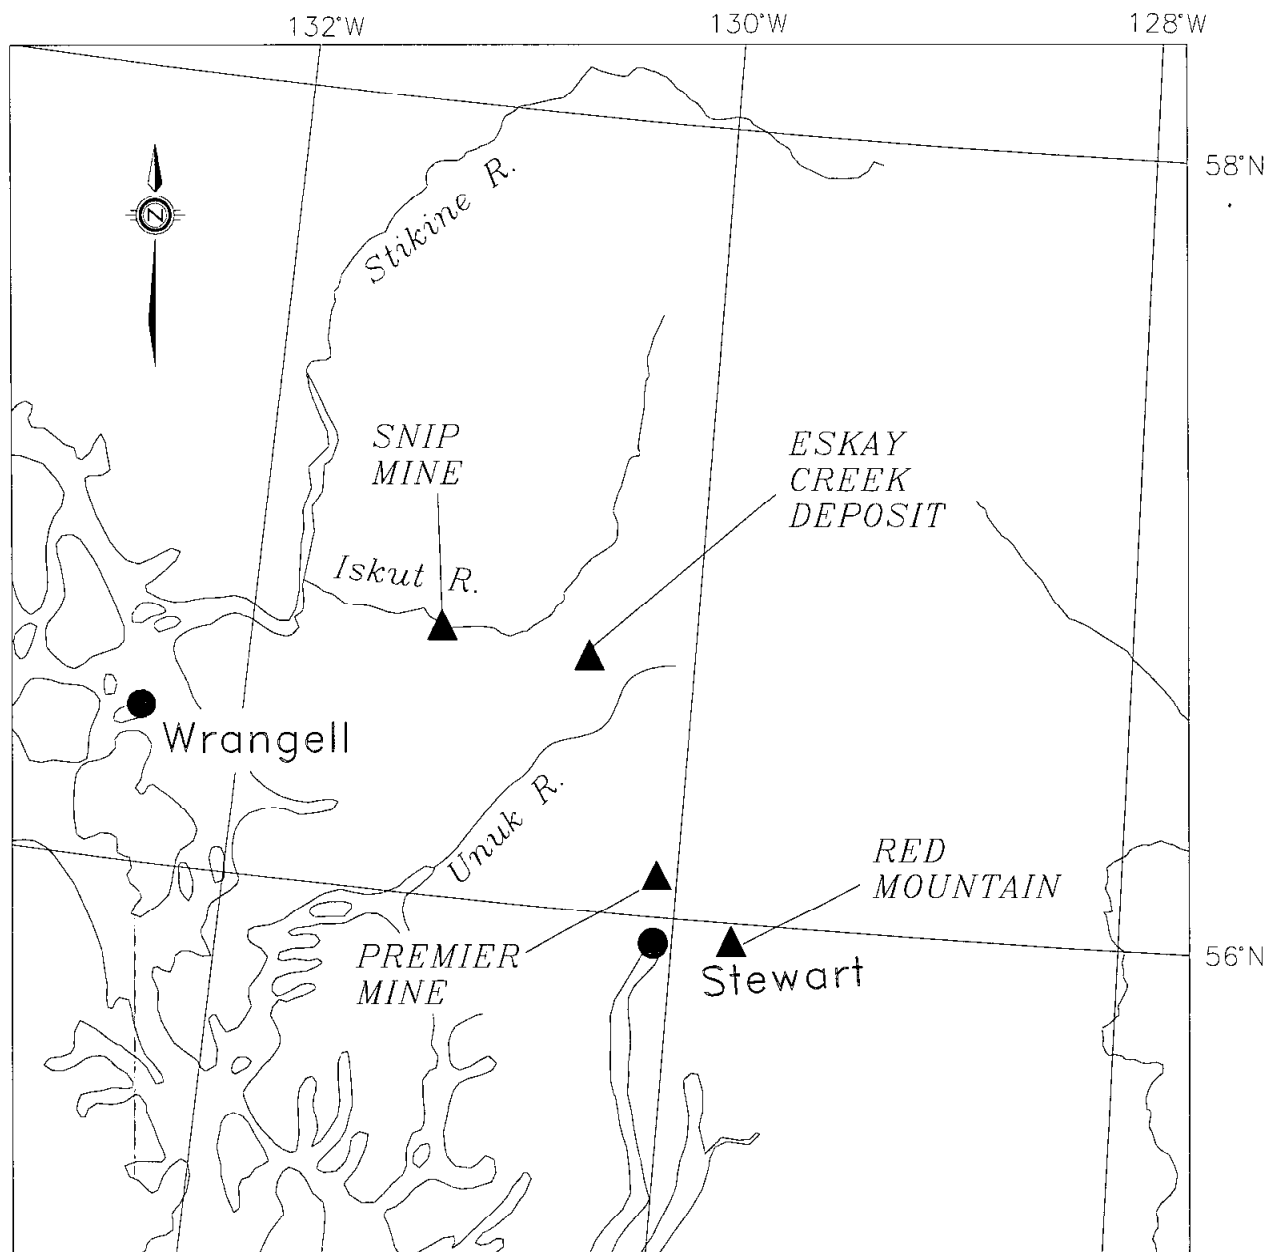 132°W
130°W
128°W
58°N
Stikine R.
N
SNIP
MINE
ESKAY
CREEK
DEPOSIT
Iskut R.
Wrangell
Unuk R.
RED
MOUNTAIN
PREMIER
MINE
56°N
Stewart